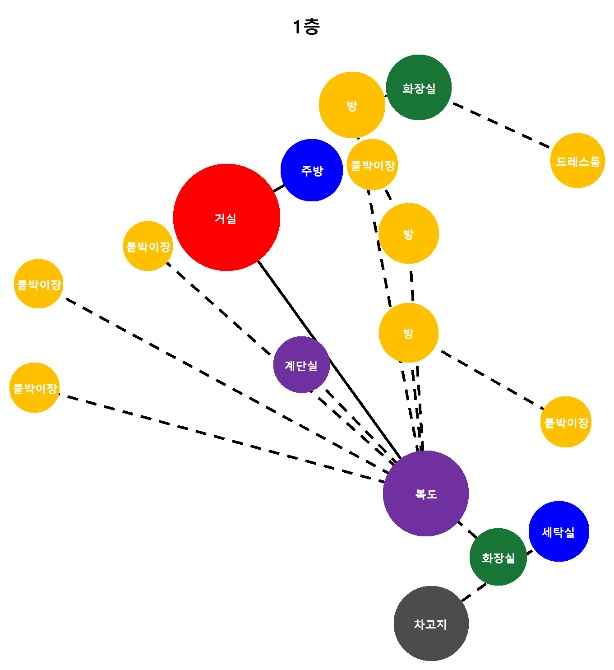 1층
화장실
방
드레스룸
주방
붙박이장
거실
방
붙박이장
붙박이장
방
계단실
붙박이장
붙박이장
복도
세탁실
화장실
차고지